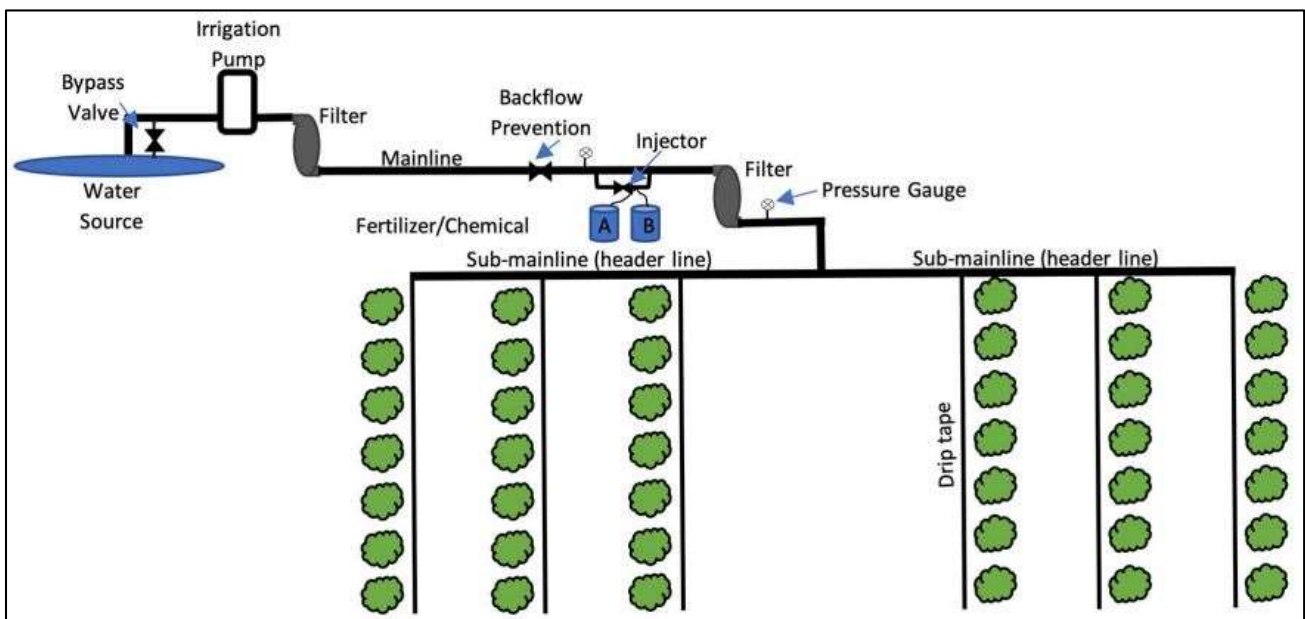 Irrigation
Pump
Bypass
Valve
Filter
Backflow
Prevention
Injector
Mainline
Filter
Water
Source
Pressure Gauge
Fertilizer/Chemical
A
B
Sub-mainline (header line)
Sub-mainline (header line)
Drip tape